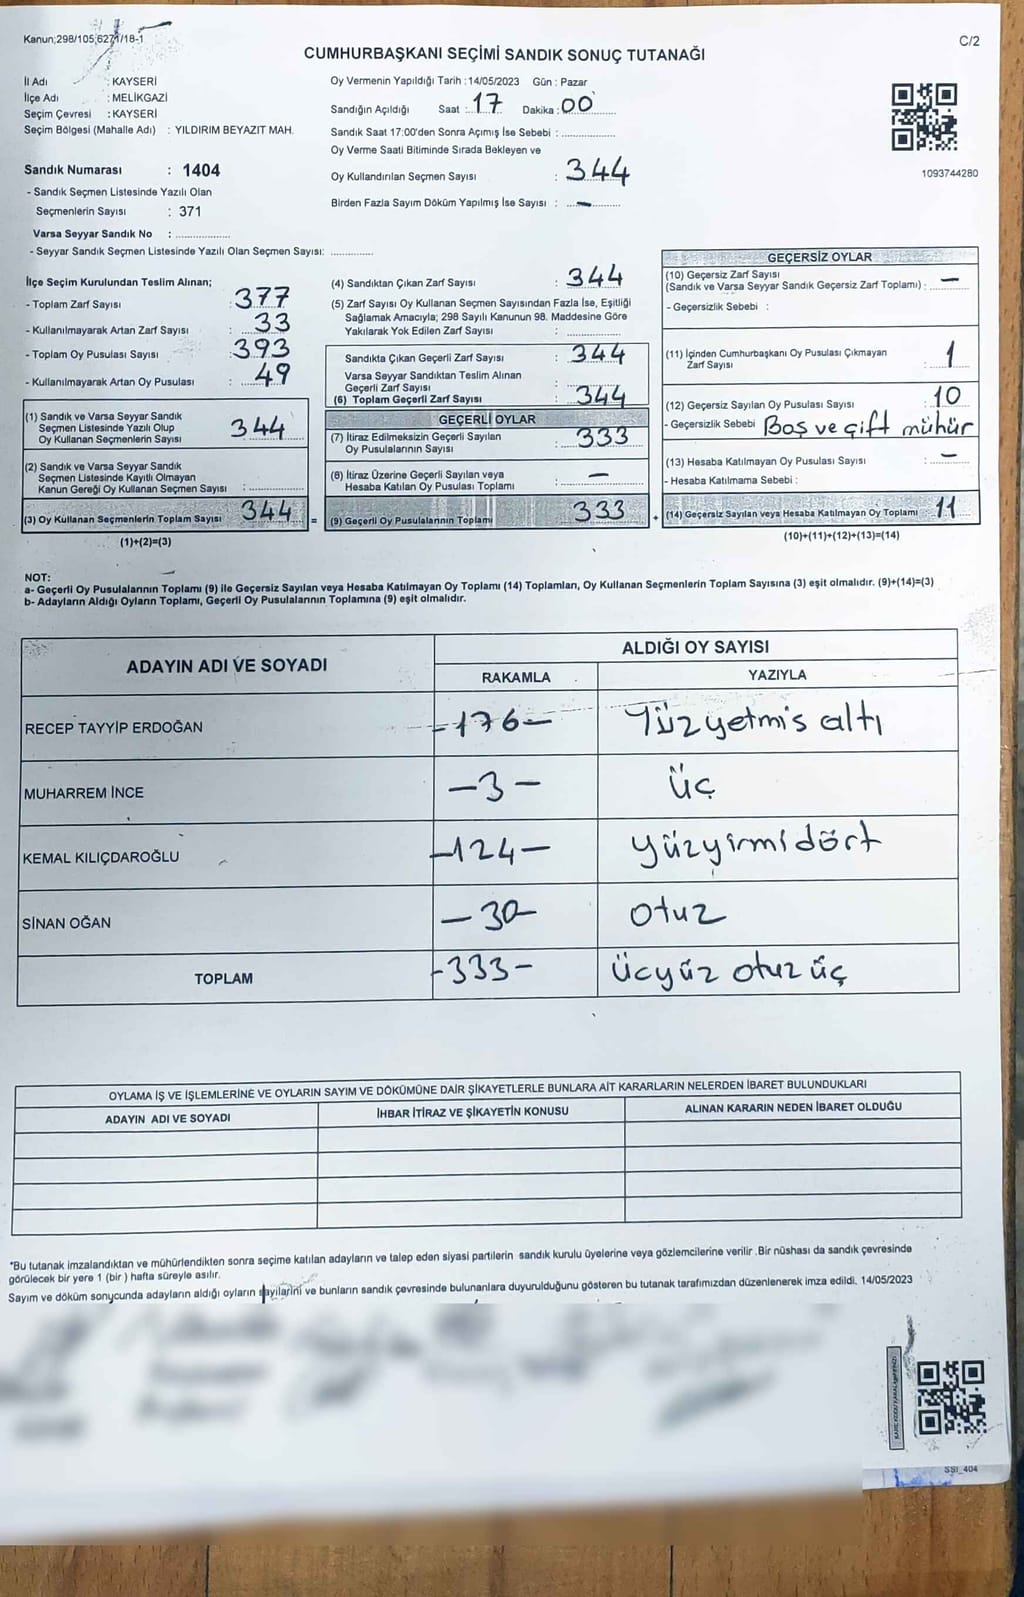 Kanun;298/105;6271/18-1
C/2
CUMHURBAŞKANI SEÇİMİ SANDIK SONUÇ TUTANAĞI
İl Adı : KAYSERİ
İlçe Adı : MELİKGAZİ
Seçim Çevresi : KAYSERİ
Seçim Bölgesi (Mahalle Adı) : YILDIRIM BEYAZIT MAH.
Sandık Numarası : 1404
- Sandık Seçmen Listesinde Yazılı Olan
Seçmenlerin Sayısı : 371
Varsa Seyyar Sandık No :
- Seyyar Sandık Seçmen Listesinde Yazılı Olan Seçmen Sayısı:
Oy Vermenin Yapıldığı Tarih : 14/05/2023 Gün : Pazar
Sandığın Açıldığı Saat : 17 Dakika : 00
Sandık Saat 17:00'den Sonra Açımış İse Sebebi :
Oy Verme Saati Bitiminde Sırada Bekleyen ve
Oy Kullandırılan Seçmen Sayısı : 344
Birden Fazla Sayım Döküm Yapılmış İse Sayısı : —
1093744280
İlçe Seçim Kurulundan Teslim Alınan;
- Toplam Zarf Sayısı : 377
- Kullanılmayarak Artan Zarf Sayısı : 33
- Toplam Oy Pusulası Sayısı : 393
- Kullanılmayarak Artan Oy Pusulası : 49
(1) Sandık ve Varsa Seyyar Sandık
Seçmen Listesinde Yazılı Olup
Oy Kullanan Seçmenlerin Sayısı 344
(2) Sandık ve Varsa Seyyar Sandık
Seçmen Listesinde Kayıtlı Olmayan
Kanun Gereği Oy Kullanan Seçmen Sayısı :
(3) Oy Kullanan Seçmenlerin Toplam Sayısı 344 =
(1)+(2)=(3)
(4) Sandıktan Çıkan Zarf Sayısı : 344
(5) Zarf Sayısı Oy Kullanan Seçmen Sayısından Fazla İse, Eşitliği
Sağlamak Amacıyla; 298 Sayılı Kanunun 98. Maddesine Göre
Yakılarak Yok Edilen Zarf Sayısı :
Sandıkta Çıkan Geçerli Zarf Sayısı : 344
Varsa Seyyar Sandıktan Teslim Alınan
Geçerli Zarf Sayısı :
(6) Toplam Geçerli Zarf Sayısı : 344
GEÇERLİ OYLAR
(7) İtiraz Edilmeksizin Geçerli Sayılan
Oy Pusulalarının Sayısı : 333
(8) İtiraz Üzerine Geçerli Sayılan veya
Hesaba Katılan Oy Pusulası Toplamı : —
(9) Geçerli Oy Pusulalarının Toplamı 333 +
GEÇERSİZ OYLAR
(10) Geçersiz Zarf Sayısı
(Sandık ve Varsa Seyyar Sandık Geçersiz Zarf Toplamı) : —
- Geçersizlik Sebebi :
(11) İçinden Cumhurbaşkanı Oy Pusulası Çıkmayan
Zarf Sayısı : 1
(12) Geçersiz Sayılan Oy Pusulası Sayısı : 10
- Geçersizlik Sebebi Boş ve çift mühür
(13) Hesaba Katılmayan Oy Pusulası Sayısı : —
- Hesaba Katılmama Sebebi :
(14) Geçersiz Sayılan veya Hesaba Katılmayan Oy Toplamı 11
(10)+(11)+(12)+(13)=(14)
NOT:
a- Geçerli Oy Pusulalarının Toplamı (9) ile Geçersiz Sayılan veya Hesaba Katılmayan Oy Toplamı (14) Toplamları, Oy Kullanan Seçmenlerin Toplam Sayısına (3) eşit olmalıdır. (9)+(14)=(3)
b- Adayların Aldığı Oyların Toplamı, Geçerli Oy Pusulalarının Toplamına (9) eşit olmalıdır.
ADAYIN ADI VE SOYADI ALDIĞI OY SAYISI
RAKAMLA YAZIYLA
RECEP TAYYİP ERDOĞAN -176- Yüzyetmis altı
MUHARREM İNCE -3- üç
KEMAL KILIÇDAROĞLU -124- yüzyirmidört
SİNAN OĞAN -30- otuz
TOPLAM -333- ücyüz otuz üç
OYLAMA İŞ VE İŞLEMLERİNE VE OYLARIN SAYIM VE DÖKÜMÜNE DAİR ŞİKAYETLERLE BUNLARA AİT KARARLARIN NELERDEN İBARET BULUNDUKLARI
ADAYIN ADI VE SOYADI İHBAR İTİRAZ VE ŞİKAYETİN KONUSU ALINAN KARARIN NEDEN İBARET OLDUĞU
*Bu tutanak imzalandıktan ve mühürlendikten sonra seçime katılan adayların ve talep eden siyasi partilerin sandık kurulu üyelerine veya gözlemcilerine verilir .Bir nüshası da sandık çevresinde
görülecek bir yere 1 (bir ) hafta süreyle asılır.
Sayım ve döküm sonucunda adayların aldığı oyların sayılarını ve bunların sandık çevresinde bulunanlara duyurulduğunu gösteren bu tutanak tarafımızdan düzenlenerek imza edildi. 14/05/2023
SSI_404